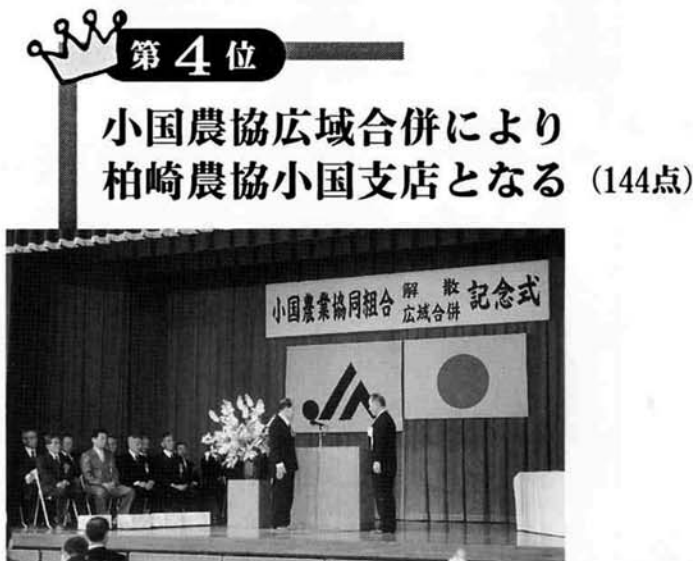 第4位
小国農協広域合併により
柏崎農協小国支店となる (144点)
小国農業協同組合 解散 広域合併 記念式
JA